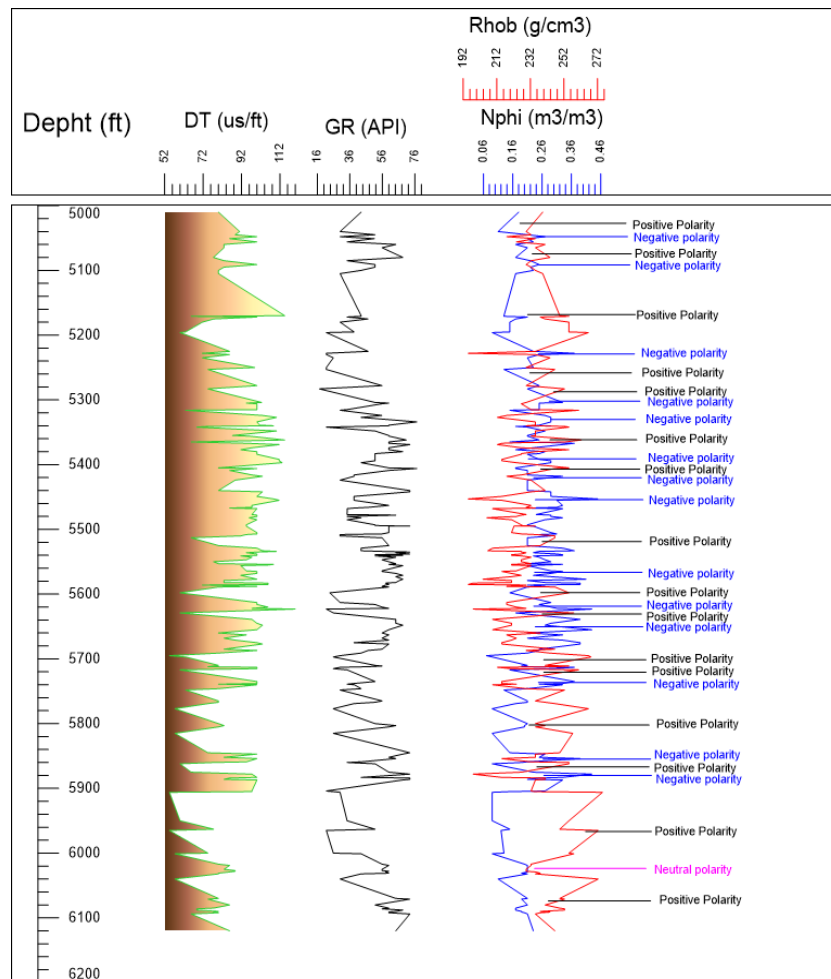 Rhob (g/cm3)
192 212 232 252 272
Depht (ft)
DT (us/ft)
GR (API)
Nphi (m3/m3)
52 72 92 112
16 36 56 76
0.06 0.16 0.26 0.36 0.46
5000
Positive Polarity
Negative polarity
Positive Polarity
Negative polarity
5100
Positive Polarity
5200
Negative polarity
Positive Polarity
Positive Polarity
5300
Negative polarity
Negative polarity
Positive Polarity
Negative polarity
5400
Positive Polarity
Negative polarity
Negative polarity
5500
Positive Polarity
Negative polarity
5600
Positive Polarity
Negative polarity
Positive Polarity
Negative polarity
5700
Positive Polarity
Positive Polarity
Negative polarity
5800
Positive Polarity
Negative polarity
Positive Polarity
Negative polarity
5900
Positive Polarity
6000
Neutral polarity
Positive Polarity
6100
6200